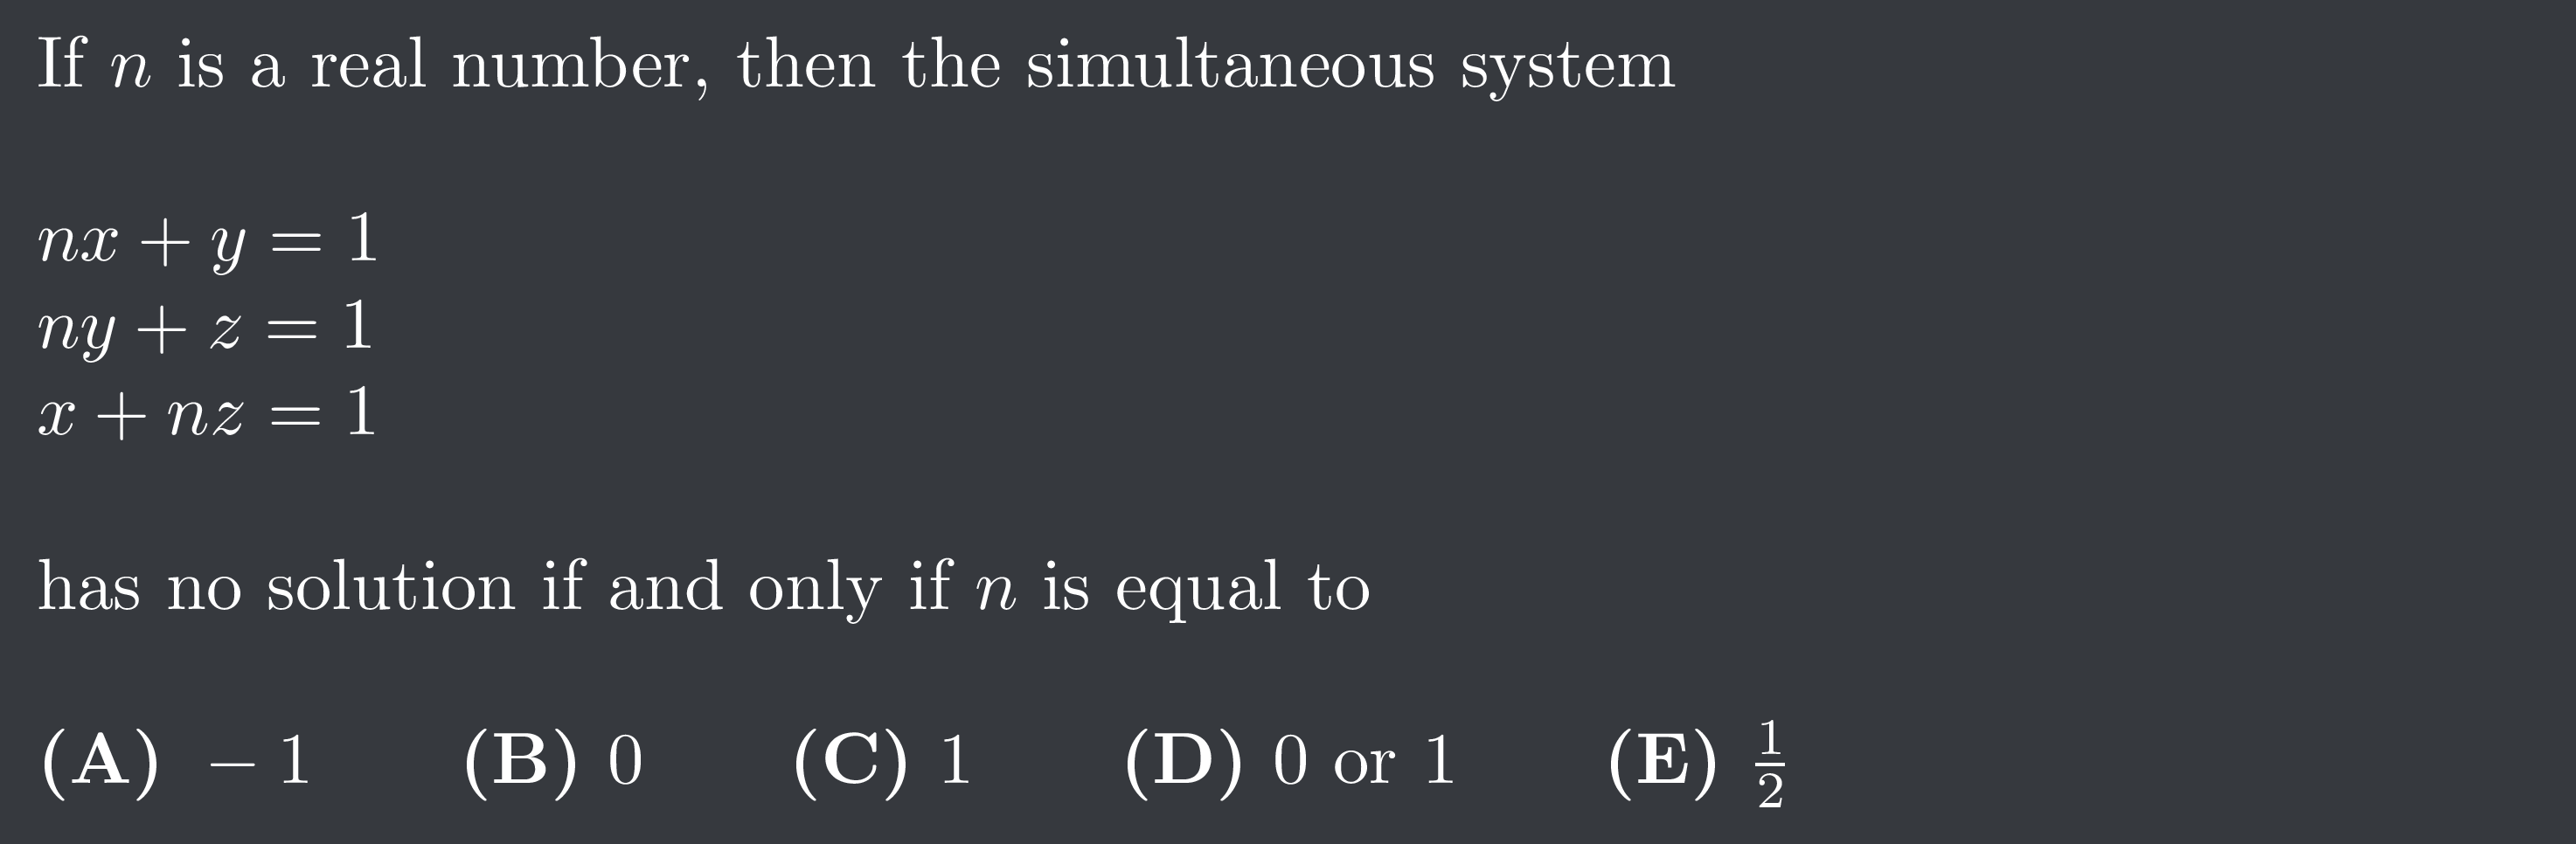 If n is a real number, then the simultaneous system
nx + y = 1
ny + z = 1
x + nz = 1
has no solution if and only if n is equal to
(A) − 1 (B) 0 (C) 1 (D) 0 or 1 (E) 1/2